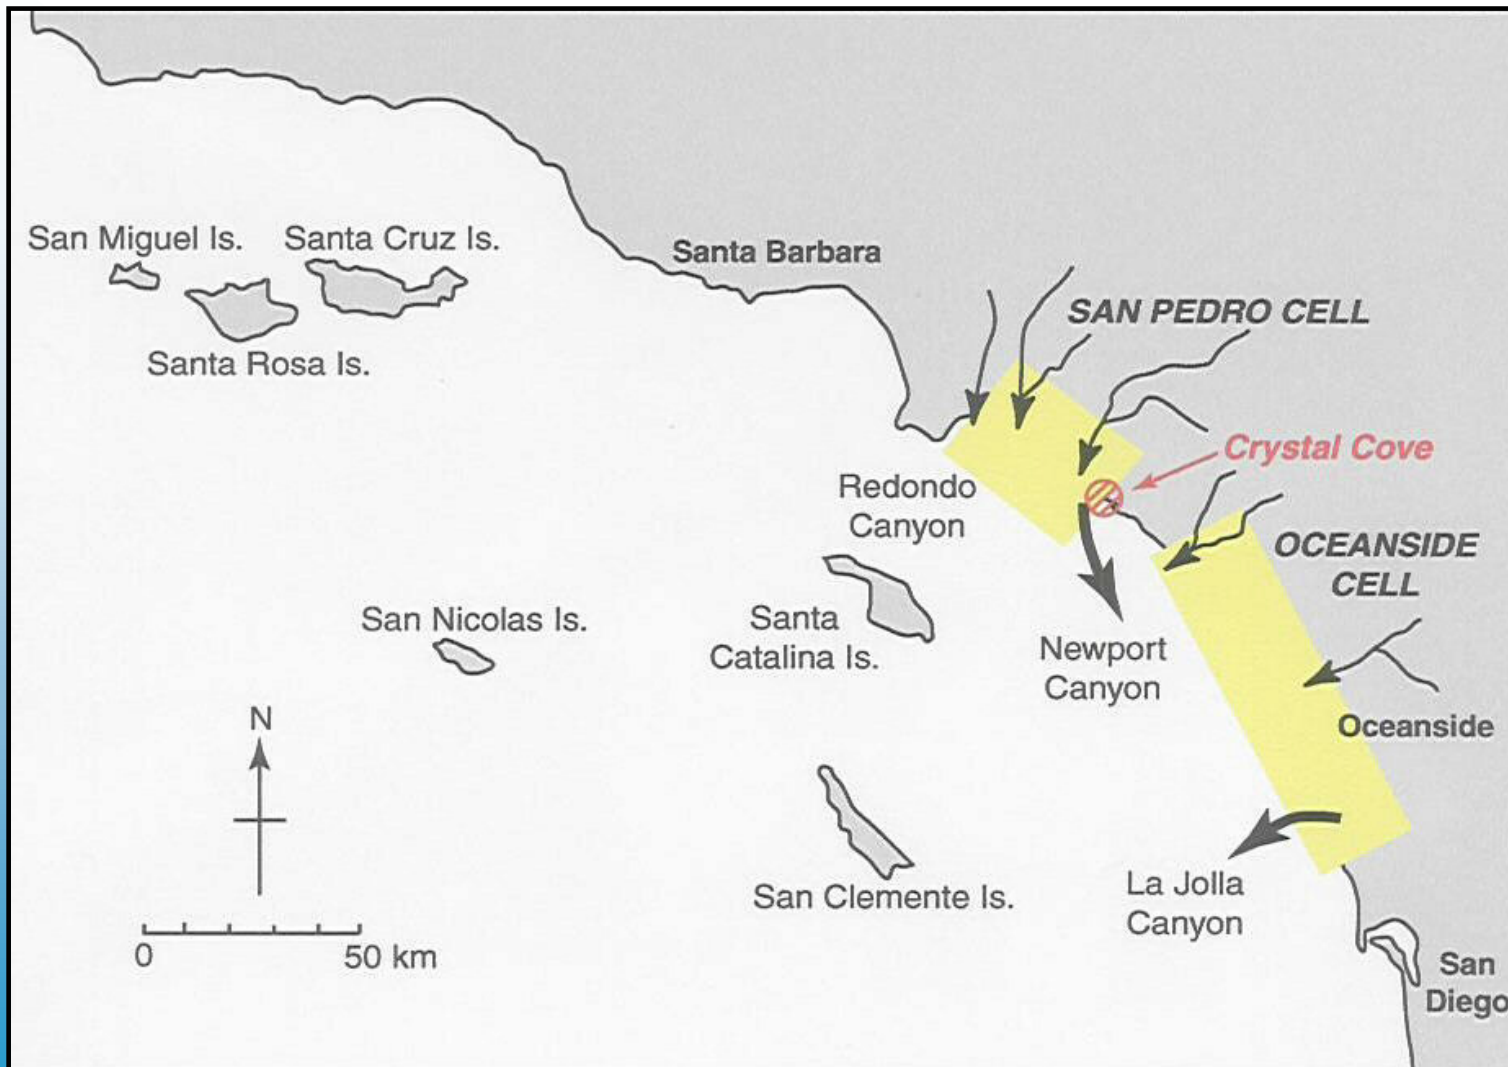 San Miguel Is.
Santa Cruz Is.
Santa Rosa Is.
Santa Barbara
SAN PEDRO CELL
Crystal Cove
Redondo
Canyon
OCEANSIDE
CELL
San Nicolas Is.
Santa
Catalina Is.
Newport
Canyon
Oceanside
N
San Clemente Is.
La Jolla
Canyon
0
50 km
San
Diego